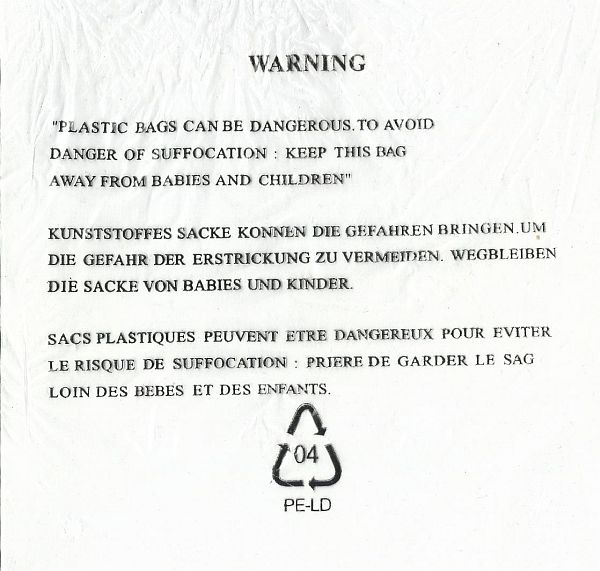 WARNING
"PLASTIC BAGS CAN BE DANGEROUS.TO AVOID
DANGER OF SUFFOCATION : KEEP THIS BAG
AWAY FROM BABIES AND CHILDREN"
KUNSTSTOFFES SACKE KONNEN DIE GEFAHREN BRINGEN.UM
DIE GEFAHR DER ERSTRICKUNG ZU VERMEIDEN. WEGBLEIBEN
DIE SACKE VON BABIES UND KINDER.
SACS PLASTIQUES PEUVENT ETRE DANGEREUX POUR EVITER
LE RISQUE DE SUFFOCATION : PRIERE DE GARDER LE SAG
LOIN DES BEBES ET DES ENFANTS.
04
PE-LD